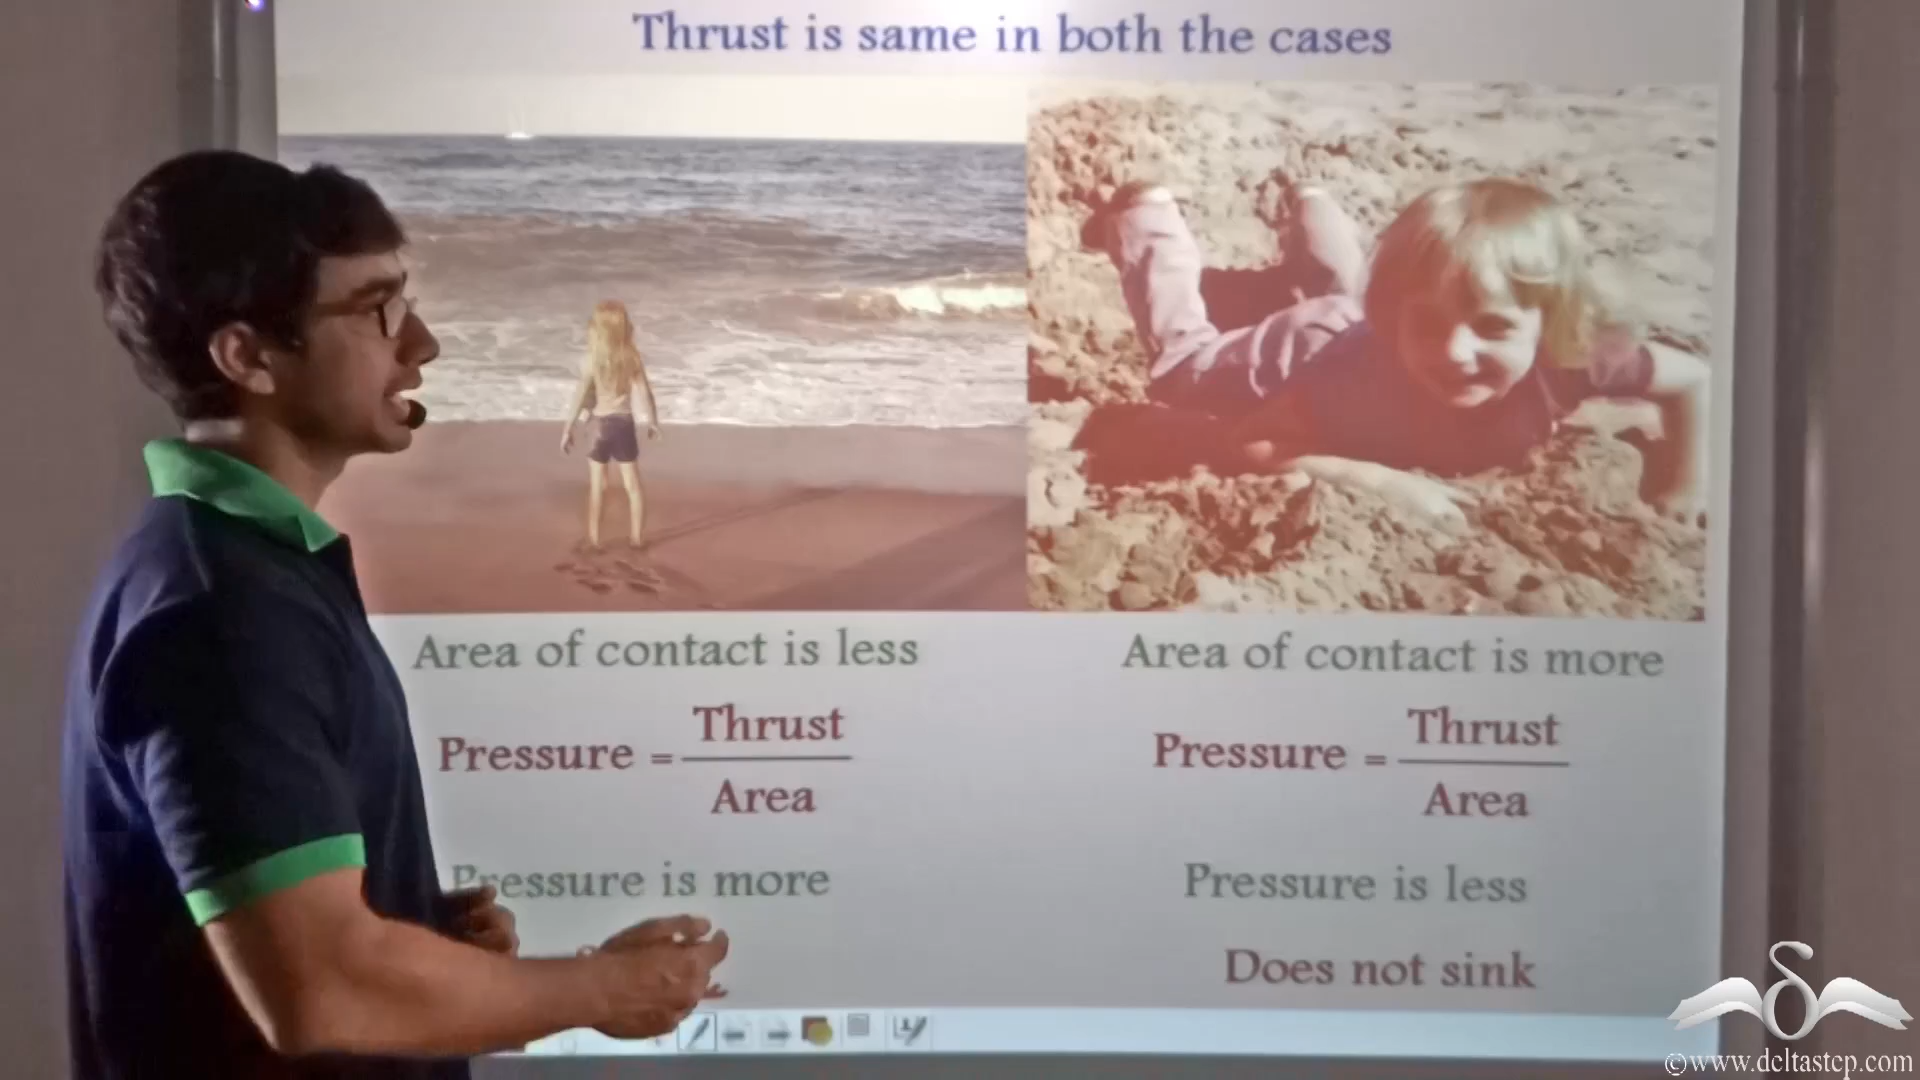 Thrust is same in both the cases
Area of contact is less
Pressure = Thrust
Area
Pressure is more
Area of contact is more
Pressure = Thrust
Area
Pressure is less
Does not sink
©www.deltastep.com